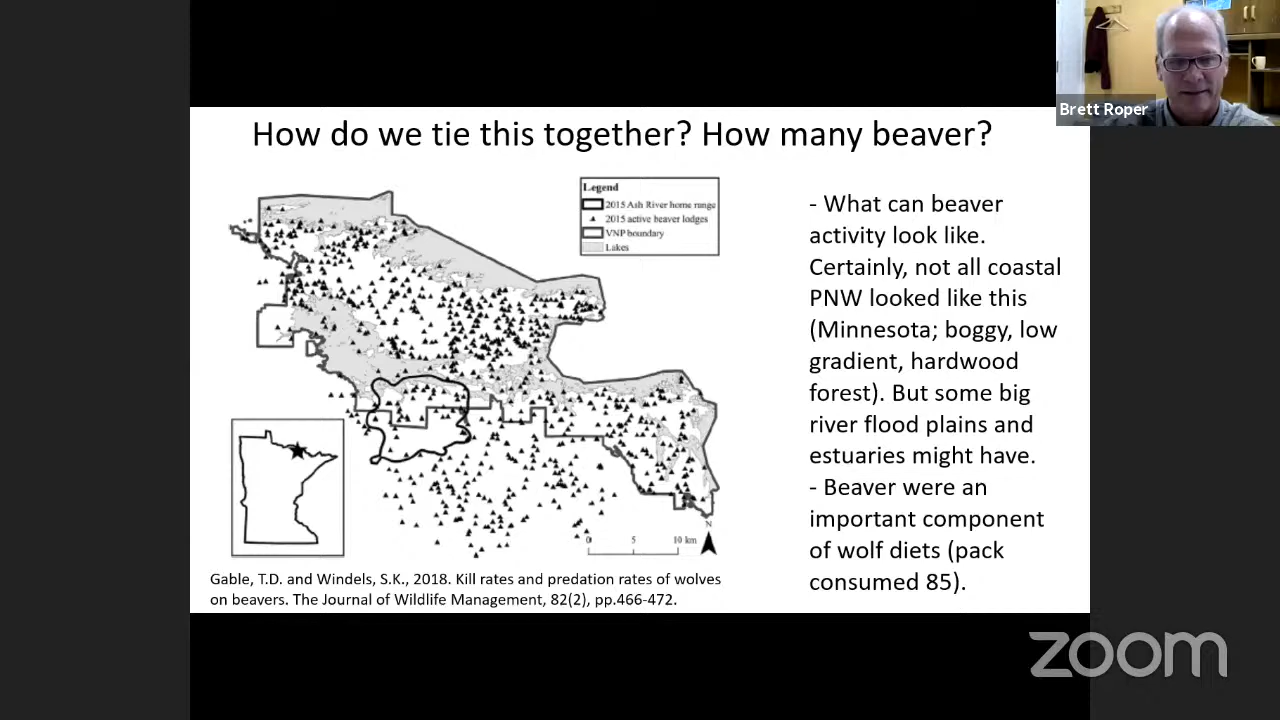 Brett Roper
How do we tie this together? How many beaver?
Legend
2015 Ash River home range
2015 active beaver lodges
VNP boundary
Lakes
- What can beaver
activity look like.
Certainly, not all coastal
PNW looked like this
(Minnesota; boggy, low
gradient, hardwood
forest). But some big
river flood plains and
estuaries might have.
- Beaver were an
important component
of wolf diets (pack
consumed 85).
N
0 5 10 km
Gable, T.D. and Windels, S.K., 2018. Kill rates and predation rates of wolves
on beavers. The Journal of Wildlife Management, 82(2), pp.466-472.
zoom